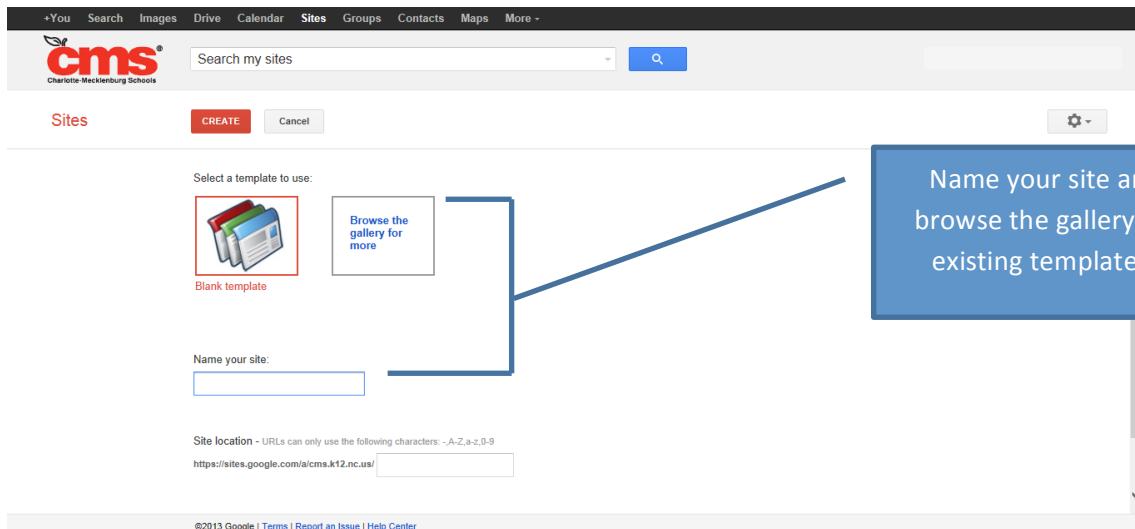 +You Search Images Drive Calendar Sites Groups Contacts Maps More
cms®
Charlotte-Mecklenburg Schools
Search my sites
Sites
CREATE Cancel
Select a template to use:
Browse the
gallery for
more
Blank template
Name your site
browse the gallery
existing template
Name your site:
Site location - URLs can only use the following characters: -,A-Z,a-z,0-9
https://sites.google.com/a/cms.k12.nc.us/
©2013 Google | Terms | Report an Issue | Help Center